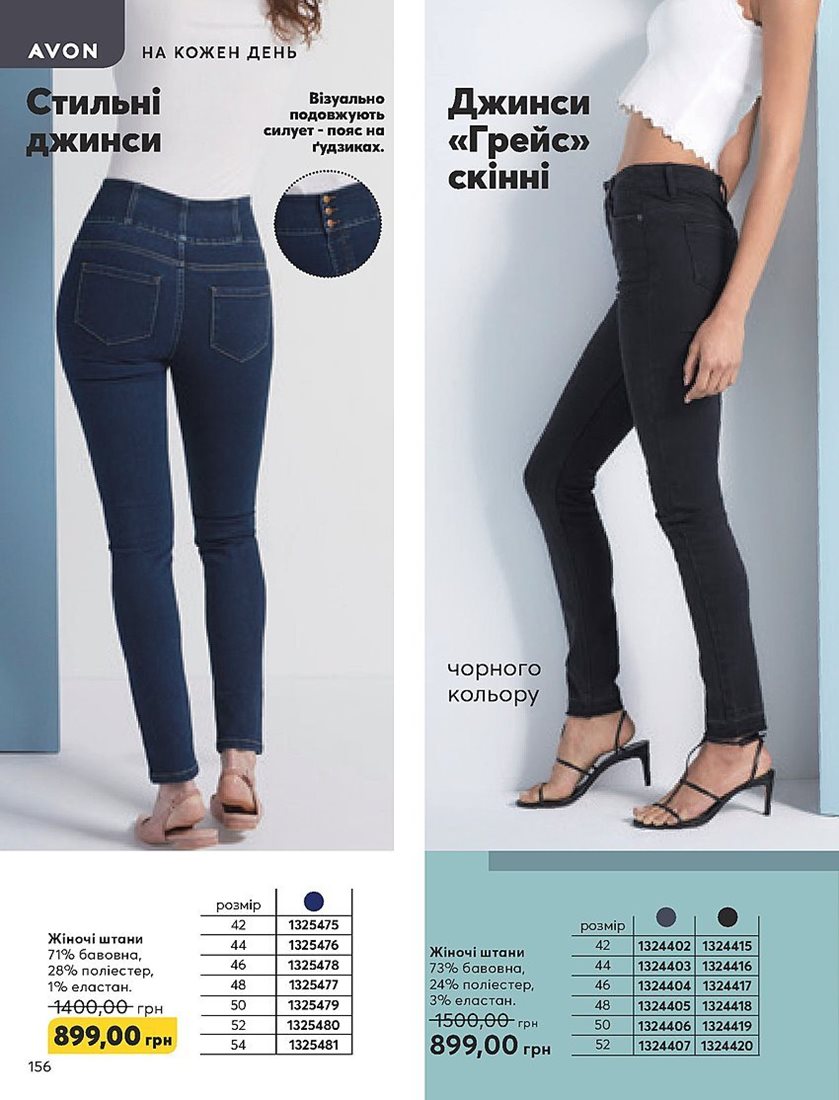 AVON
НА КОЖЕН ДЕНЬ
Стильні
джинси
Візуально
подовжують
силует - пояс на
ґудзиках.
Джинси
«Грейс»
скінні
чорного
кольору
Жіночі штани
71% бавовна,
28% поліестер,
1% еластан.
1400,00 грн
899,00 грн
розмір
42 1325475
44 1325476
46 1325478
48 1325477
50 1325479
52 1325480
54 1325481
Жіночі штани
73% бавовна,
24% поліестер,
3% еластан.
1500,00 грн
899,00 грн
розмір
42 1324402 1324415
44 1324403 1324416
46 1324404 1324417
48 1324405 1324418
50 1324406 1324419
52 1324407 1324420
156